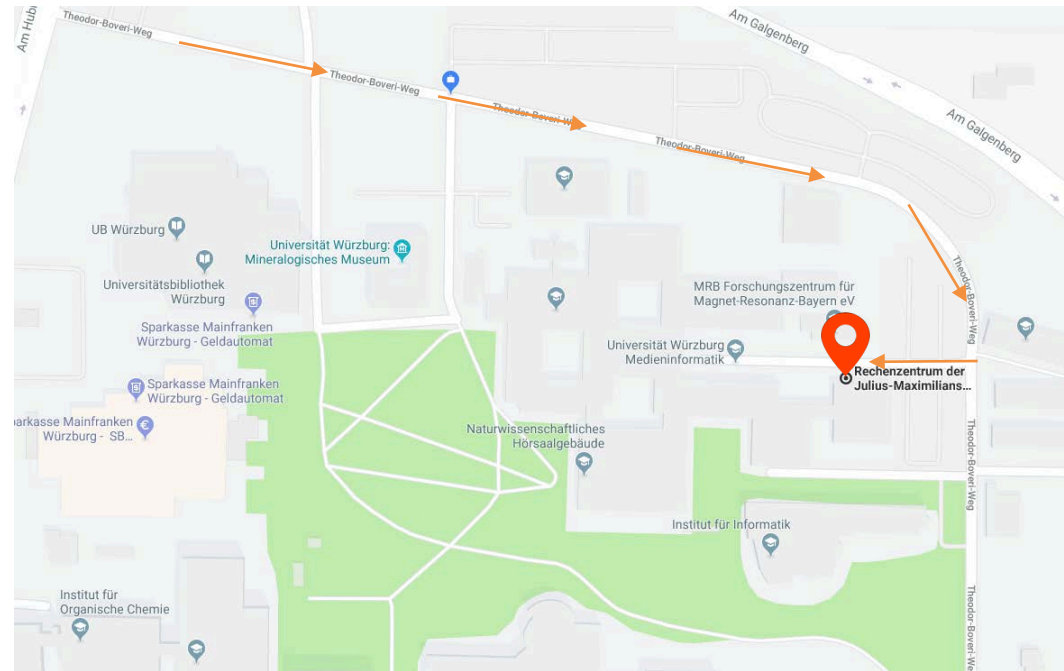 Am Hub
Theodor-Boveri-Weg
Theodor-Boveri-Weg
Theodor-Boveri-Weg
Theodor-Boveri-Weg
Am Galgenberg
Am Galgenberg
UB Würzburg
Universität Würzburg:
Mineralogisches Museum
Universitätsbibliothek
Würzburg
Sparkasse Mainfranken
Würzburg - Geldautomat
Theodor-Boveri-Weg
MRB Forschungszentrum für
Magnet-Resonanz-Bayern eV
Universität Würzburg
Medieninformatik
Rechenzentrum der
Julius-Maximilians...
Sparkasse Mainfranken
Würzburg - Geldautomat
parkasse Mainfranken
Würzburg - SB...
Naturwissenschaftliches
Hörsaalgebäude
Theodor-Boveri-Weg
Institut für Informatik
Institut für
Organische Chemie
Theodor-Boveri-We